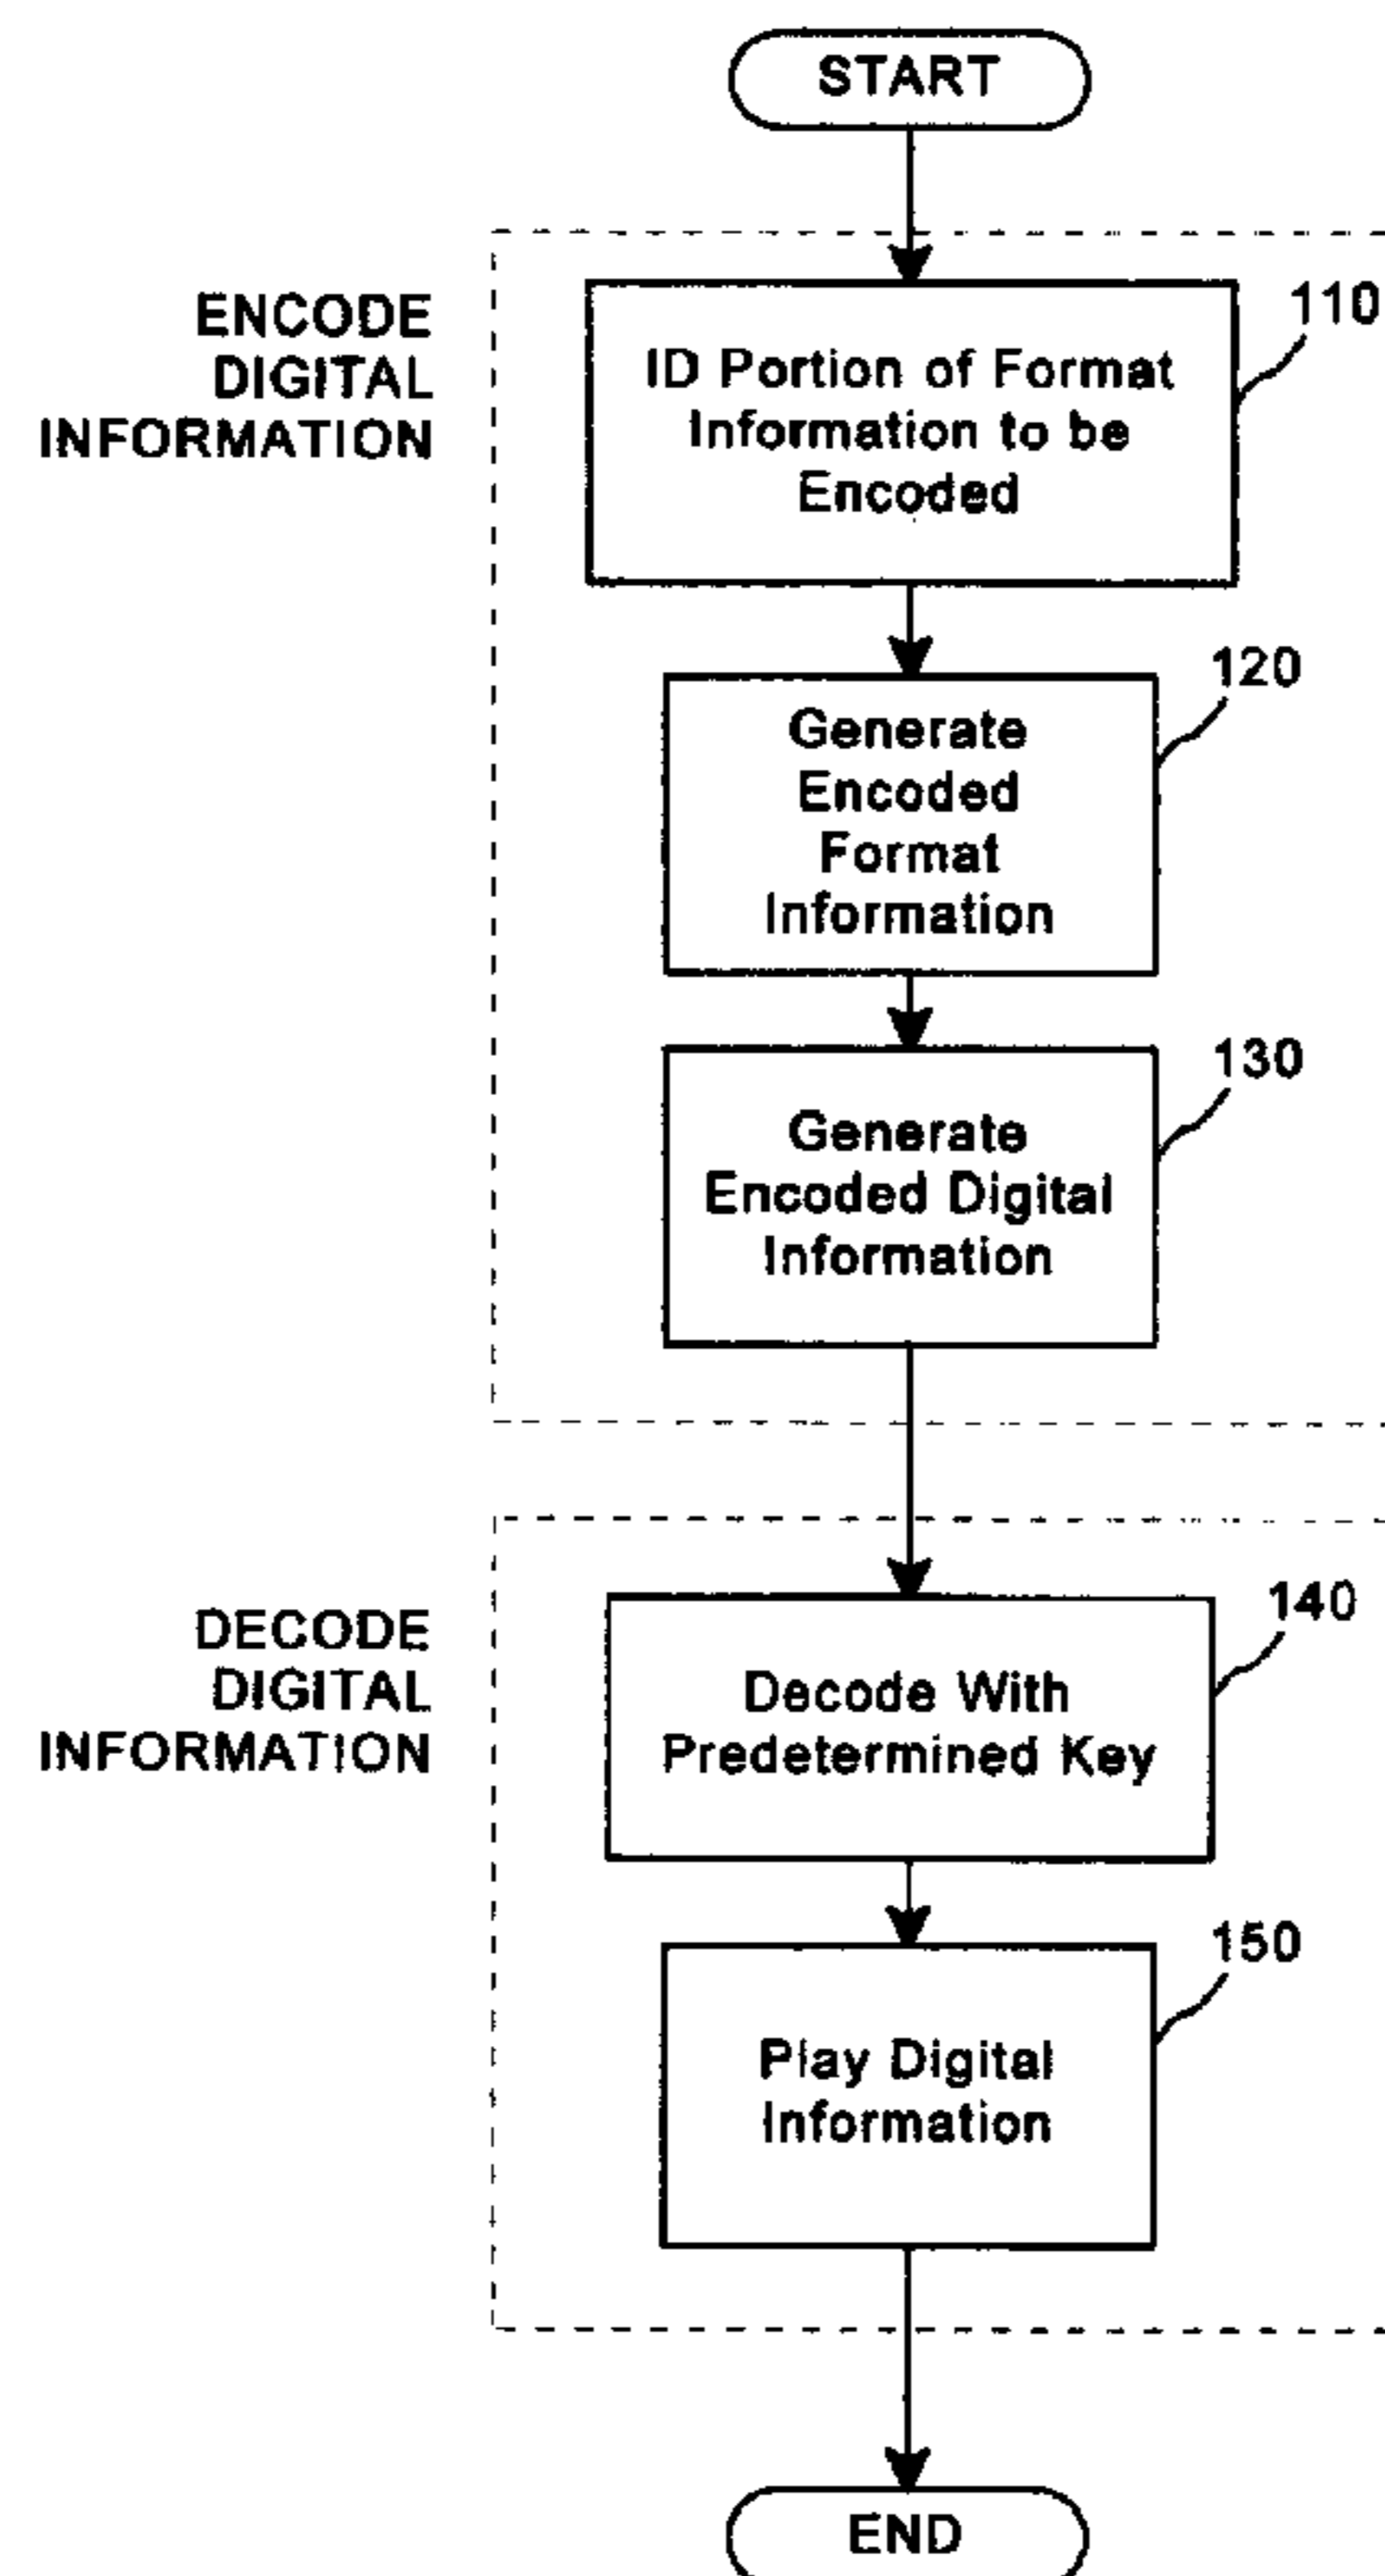 START
ENCODE
DIGITAL
INFORMATION
110
ID Portion of Format
Information to be
Encoded
120
Generate
Encoded
Format
Information
130
Generate
Encoded Digital
Information
DECODE
DIGITAL
INFORMATION
140
Decode With
Predetermined Key
150
Play Digital
Information
END